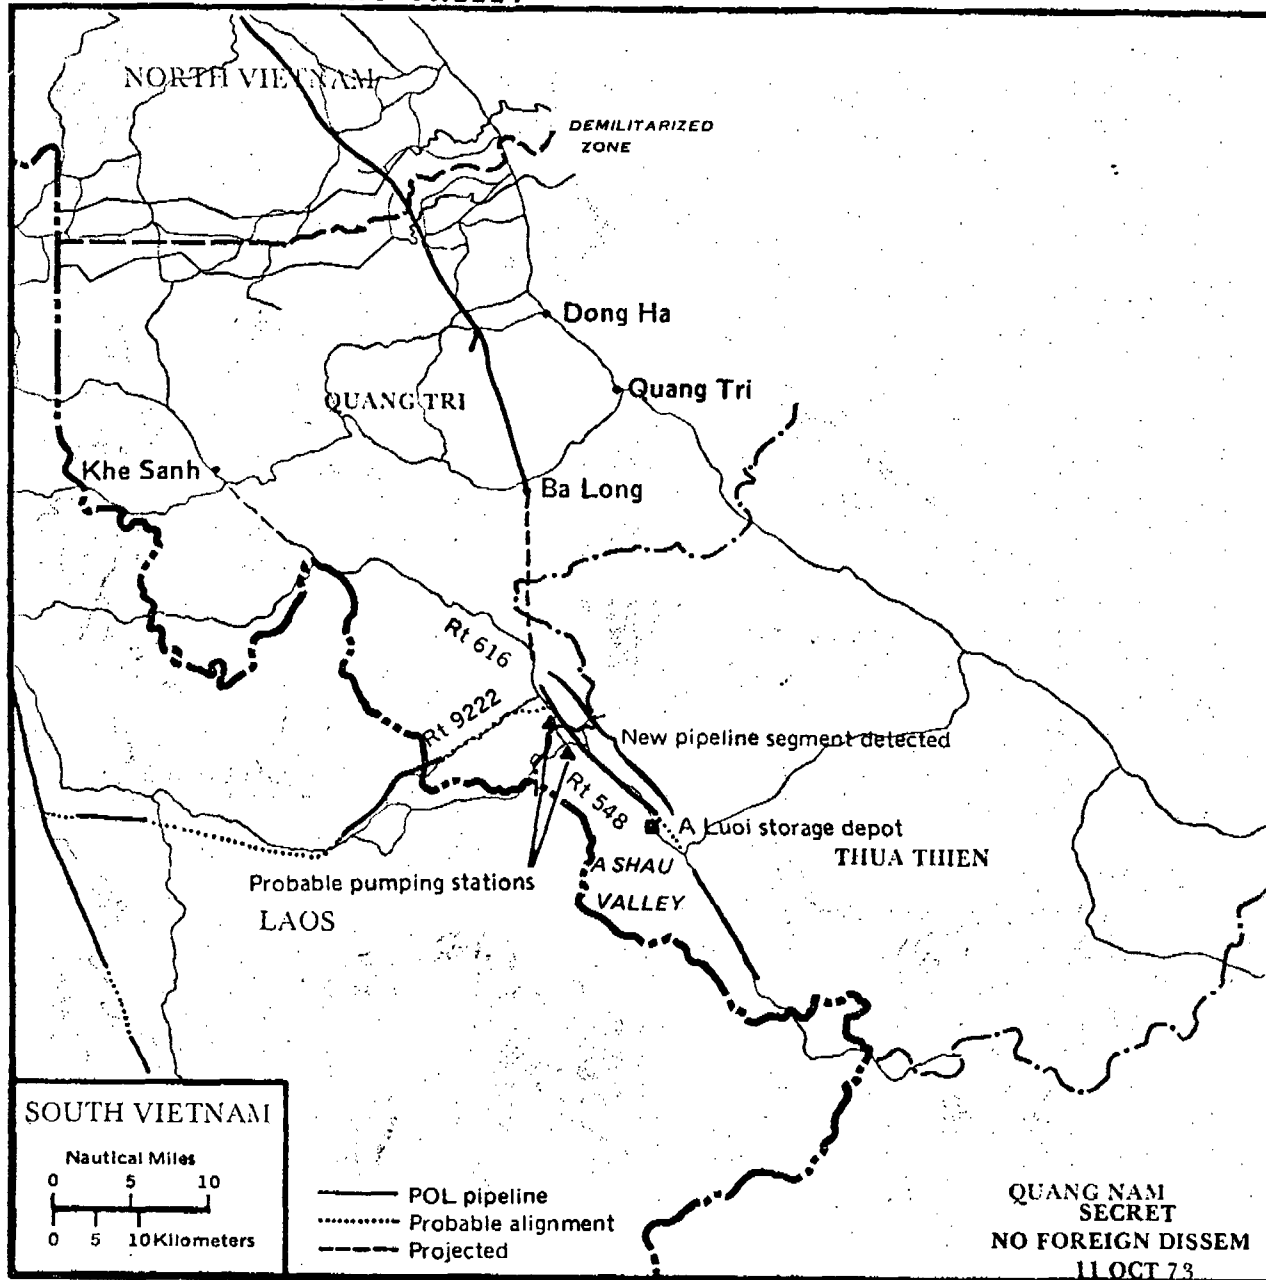 NORTH VIETNAM
DEMILITARIZED
ZONE
Dong Ha
Quang Tri
QUANG TRI
Khe Sanh
Ba Long
Rt 616
Rt 9222
New pipeline segment detected
Rt 548
A Luoi storage depot
THUA THIEN
A SHAU
VALLEY
Probable pumping stations
LAOS
SOUTH VIETNAM
Nautical Miles
0 5 10
0 5 10 Kilometers
POL pipeline
Probable alignment
Projected
QUANG NAM
SECRET
NO FOREIGN DISSEM
11 OCT 73